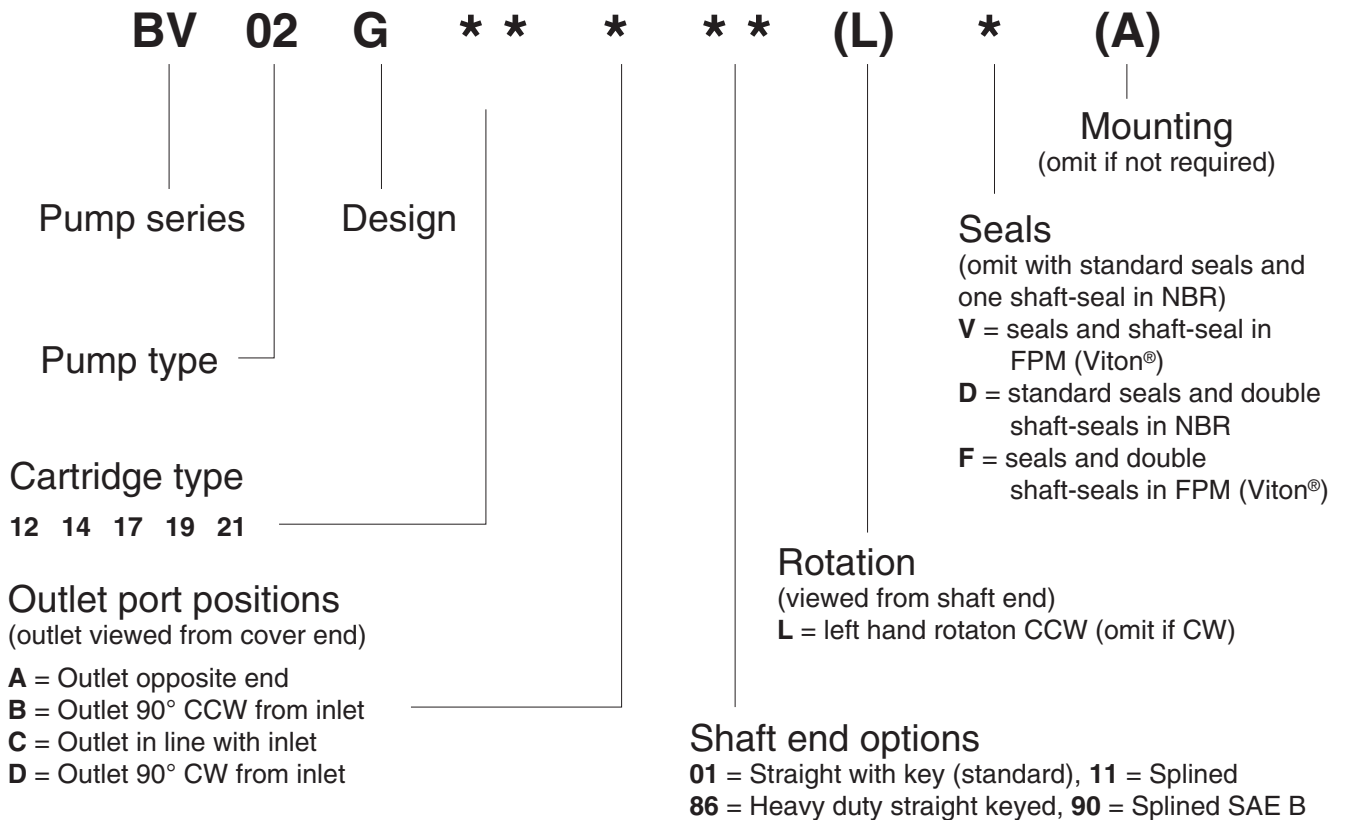 BV 02 G * * * * * (L) * (A)
Mounting
(omit if not required)
Pump series
Design
Seals
(omit with standard seals and
one shaft-seal in NBR)
V = seals and shaft-seal in
FPM (Viton®)
D = standard seals and double
shaft-seals in NBR
F = seals and double
shaft-seals in FPM (Viton®)
Pump type
Cartridge type
12 14 17 19 21
Rotation
(viewed from shaft end)
L = left hand rotaton CCW (omit if CW)
Outlet port positions
(outlet viewed from cover end)
A = Outlet opposite end
B = Outlet 90° CCW from inlet
C = Outlet in line with inlet
D = Outlet 90° CW from inlet
Shaft end options
01 = Straight with key (standard), 11 = Splined
86 = Heavy duty straight keyed, 90 = Splined SAE B